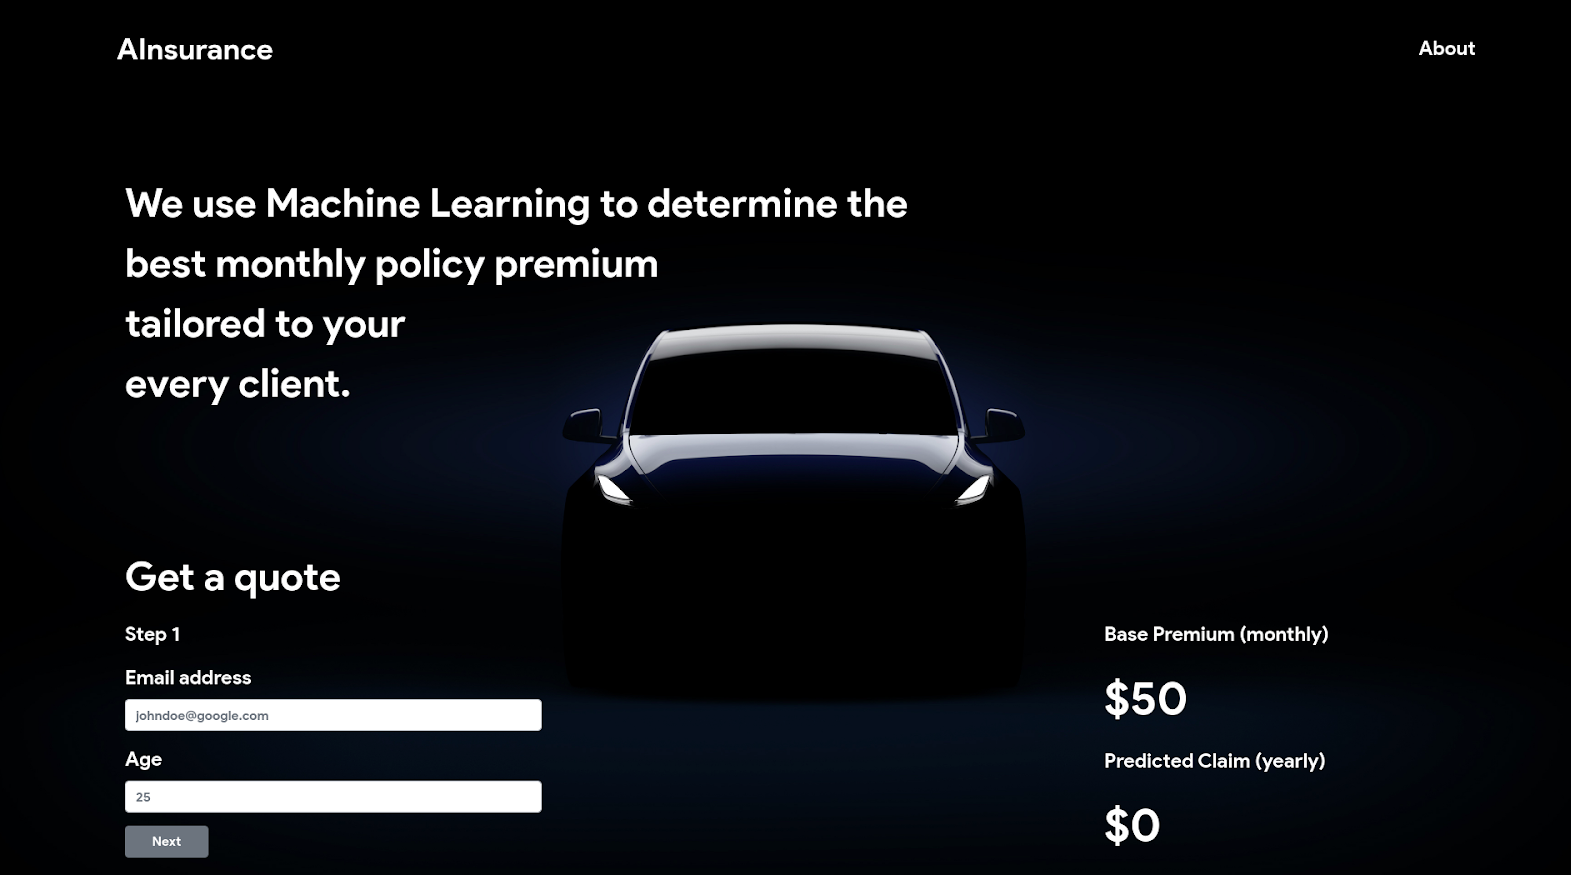 AInsurance
About
We use Machine Learning to determine the
best monthly policy premium
tailored to your
every client.
Get a quote
Step 1
Email address
johndoe@google.com
Age
25
Next
Base Premium (monthly)
$50
Predicted Claim (yearly)
$0